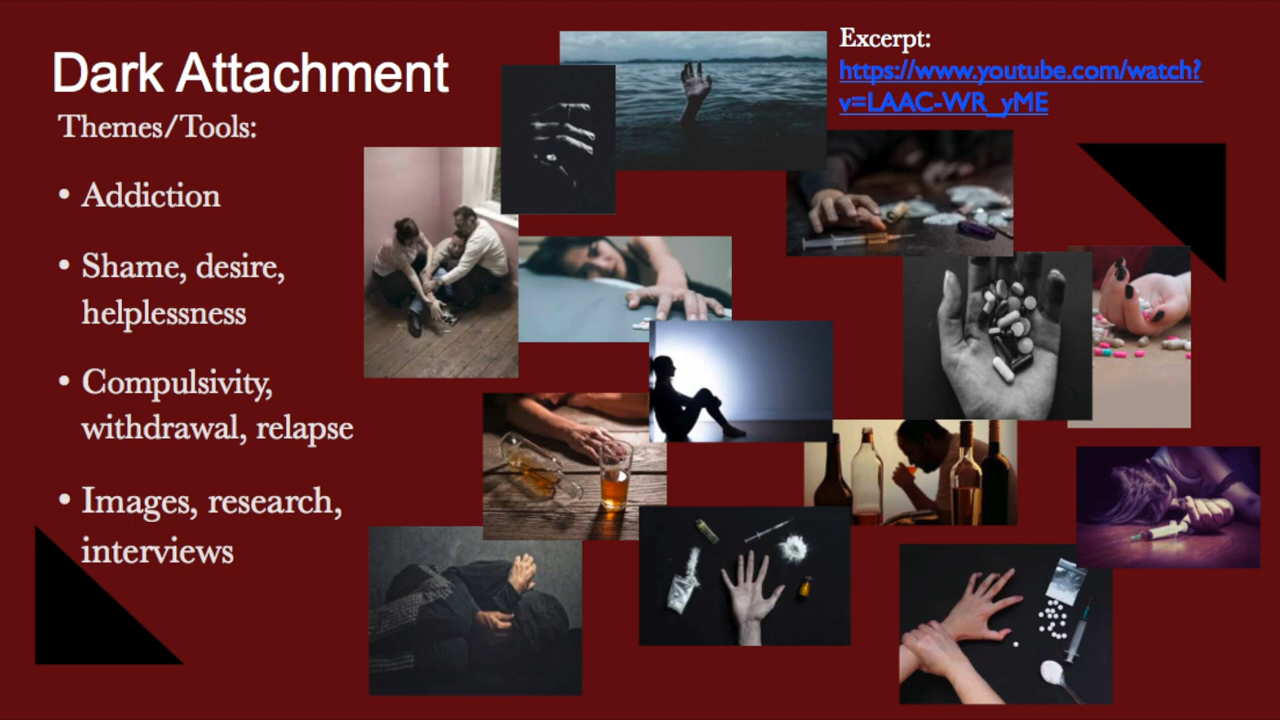 Dark Attachment
Themes/Tools:
• Addiction
• Shame, desire,
helplessness
• Compulsivity,
withdrawal, relapse
• Images, research,
interviews
Excerpt:
https://www.youtube.com/watch?
v=LAAC-WR_yME